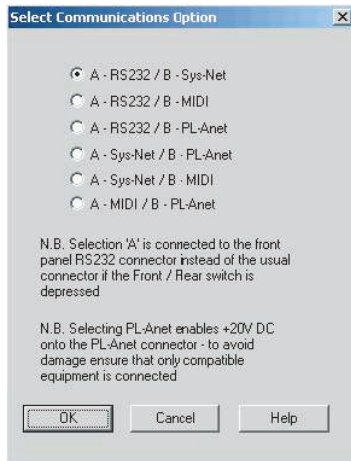 Select Communications Option
A - RS232 / B - Sys-Net
A - RS232 / B - MIDI
A - RS232 / B - PL-Anet
A - Sys-Net / B - PL-Anet
A - Sys-Net / B - MIDI
A - MIDI / B - PL-Anet
N.B. Selection 'A' is connected to the front
panel RS232 connector instead of the usual
connector if the Front / Rear switch is
depressed
N.B. Selecting PL-Anet enables +20V DC
onto the PL-Anet connector - to avoid
damage ensure that only compatible
equipment is connected
OK Cancel Help